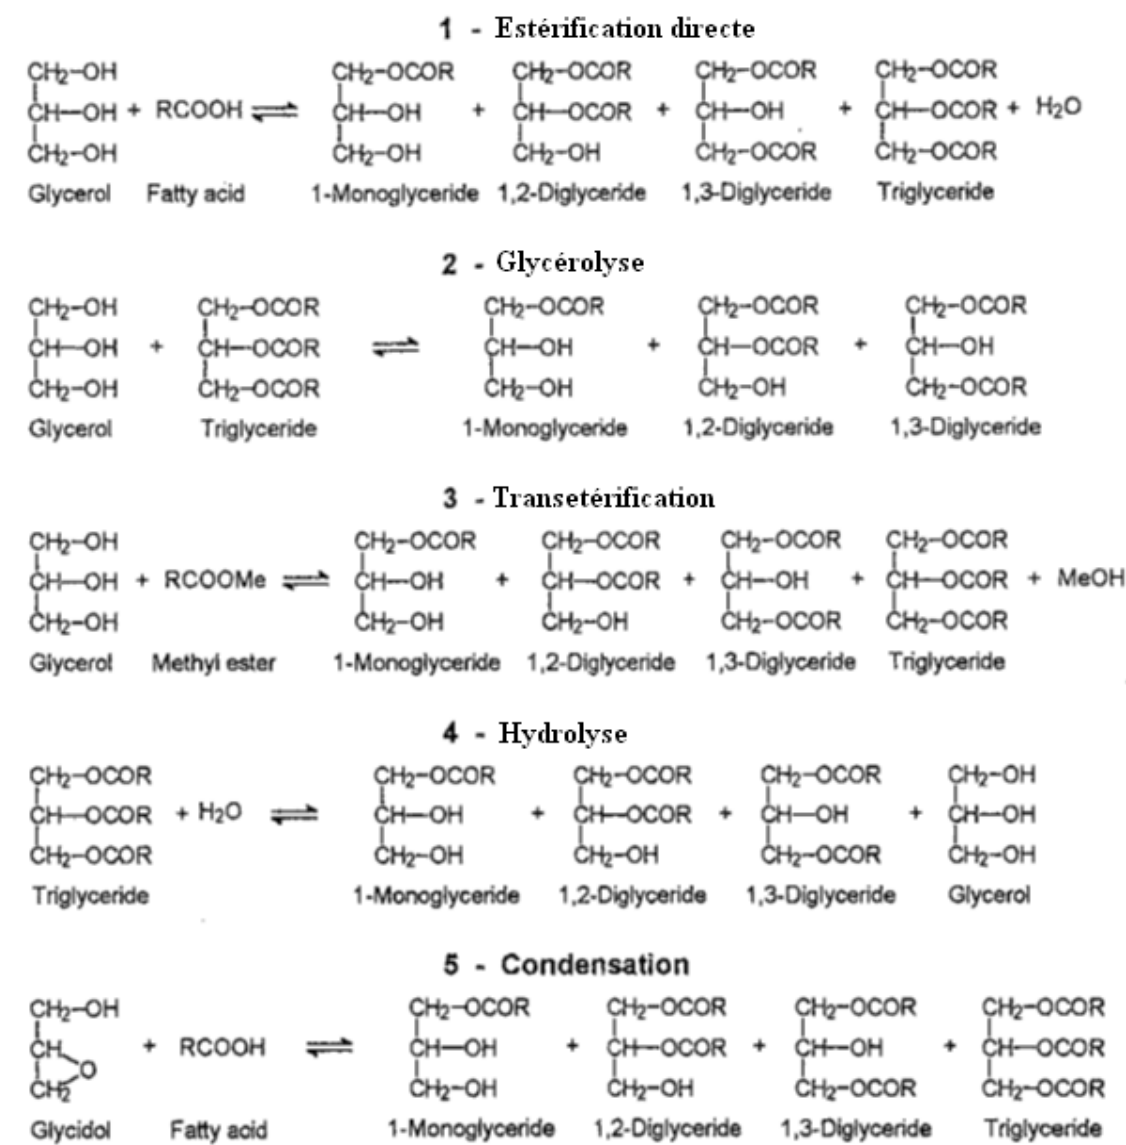 1 - Estérification directe
CH2-OH CH2-OCOR CH2-OCOR CH2-OCOR CH2-OCOR
CH-OH + RCOOH ⇌ CH-OH + CH-OCOR + CH-OH + CH-OCOR + H2O
CH2-OH CH2-OH CH2-OH CH2-OCOR CH2-OCOR
Glycerol Fatty acid 1-Monoglyceride 1,2-Diglyceride 1,3-Diglyceride Triglyceride
2 - Glycérolyse
CH2-OH CH2-OCOR CH2-OCOR CH2-OCOR CH2-OCOR
CH-OH + CH-OCOR ⇌ CH-OH + CH-OCOR + CH-OH
CH2-OH CH2-OCOR CH2-OH CH2-OH CH2-OCOR
Glycerol Triglyceride 1-Monoglyceride 1,2-Diglyceride 1,3-Diglyceride
3 - Transetérification
CH2-OH CH2-OCOR CH2-OCOR CH2-OCOR CH2-OCOR
CH-OH + RCOOMe ⇌ CH-OH + CH-OCOR + CH-OH + CH-OCOR + MeOH
CH2-OH CH2-OH CH2-OH CH2-OCOR CH2-OCOR
Glycerol Methyl ester 1-Monoglyceride 1,2-Diglyceride 1,3-Diglyceride Triglyceride
4 - Hydrolyse
CH2-OCOR CH2-OCOR CH2-OCOR CH2-OCOR CH2-OH
CH-OCOR + H2O ⇌ CH-OH + CH-OCOR + CH-OH + CH-OH
CH2-OCOR CH2-OH CH2-OH CH2-OCOR CH2-OH
Triglyceride 1-Monoglyceride 1,2-Diglyceride 1,3-Diglyceride Glycerol
5 - Condensation
CH2-OH CH2-OCOR CH2-OCOR CH2-OCOR CH2-OCOR
CH + RCOOH ⇌ CH-OH + CH-OCOR + CH-OH + CH-OCOR
O
CH2 CH2-OH CH2-OH CH2-OCOR CH2-OCOR
Glycidol Fatty acid 1-Monoglyceride 1,2-Diglyceride 1,3-Diglyceride Triglyceride